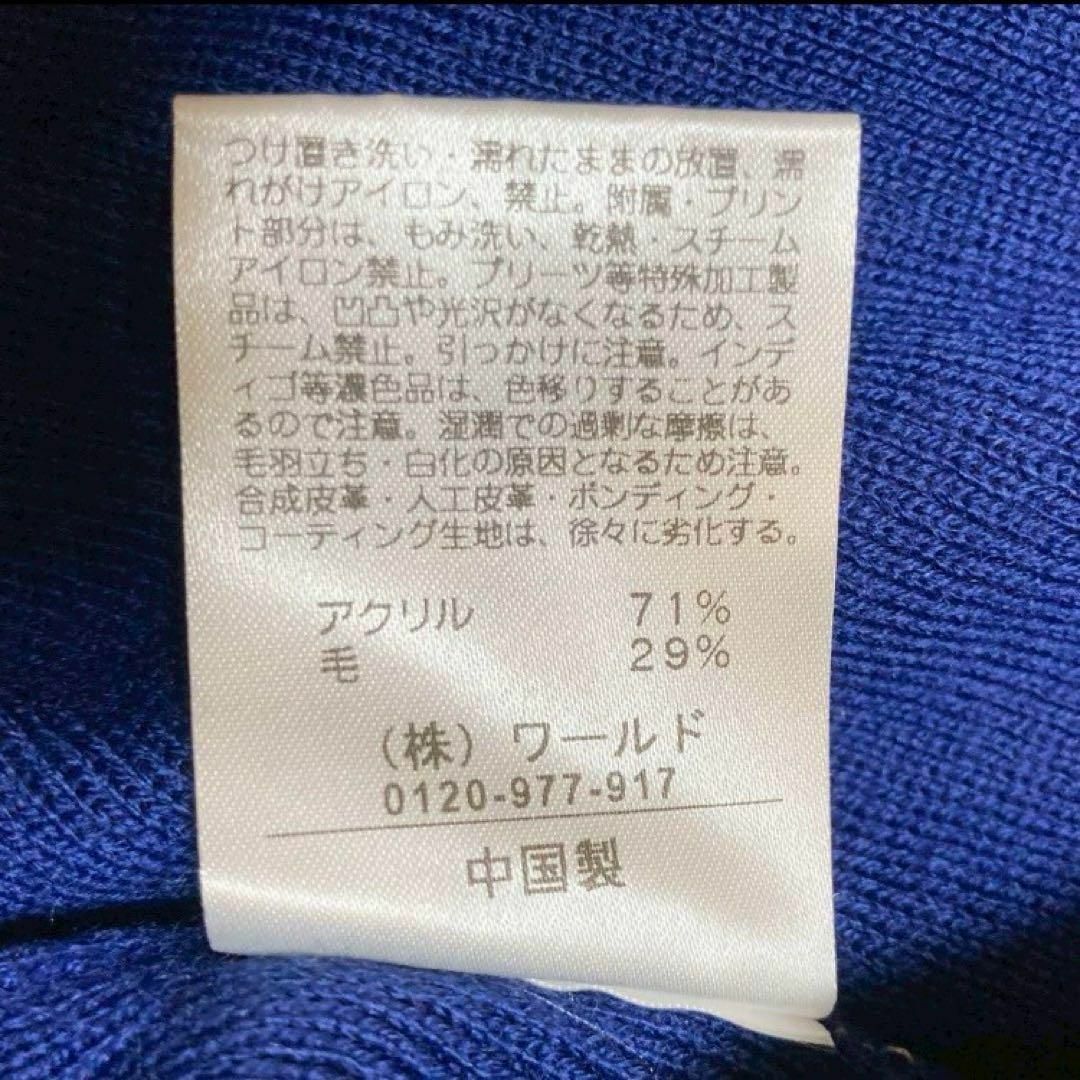 つけ置き洗い・濡れたままの放置、濡
れがけアイロン、禁止。附属・プリン
ト部分は、もみ洗い、乾熱・スチーム
アイロン禁止。プリーツ等特殊加工製
品は、凹凸や光沢がなくなるため、ス
チーム禁止。引っかけに注意。インデ
ィゴ等濃色品は、色移りすることがあ
るので注意。湿潤での過剰な摩擦は、
毛羽立ち・白化の原因となるため注意。
合成皮革・人工皮革・ボンディング・
コーティング生地は、徐々に劣化する。
アクリル 71%
毛 29%
(株) ワールド
0120-977-917
中国製